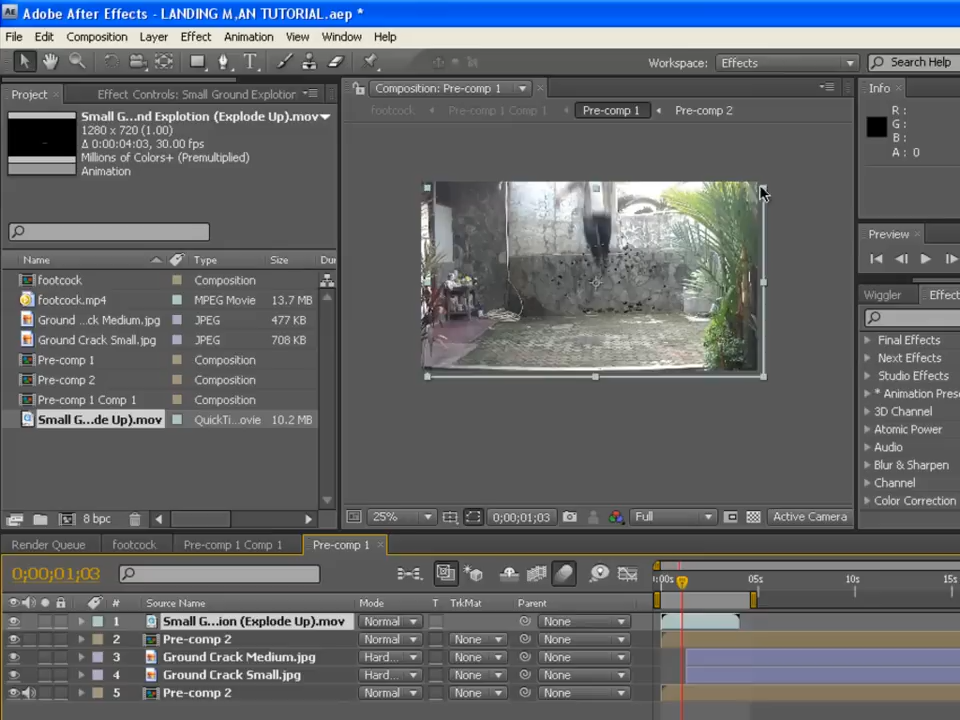 Adobe After Effects - LANDING M,AN TUTORIAL.aep *
File Edit Composition Layer Effect Animation View Window Help
Workspace: Effects Search Help
Project Effect Controls: Small Ground Explotior
Composition: Pre-comp 1
Info
footcock Pre-comp 1 Comp 1 Pre-comp 1 Pre-comp 2
Small G...nd Explotion (Explode Up).mov
1280 x 720 (1.00)
Δ 0:00:04:03, 30.00 fps
Millions of Colors+ (Premultiplied)
Animation
R :
G :
B :
A : 0
Preview
Name Type Size Dur
footcock Composition
footcock.mp4 MPEG Movie 13.7 MB
Ground ...ck Medium.jpg JPEG 477 KB
Ground Crack Small.jpg JPEG 708 KB
Pre-comp 1 Composition
Pre-comp 2 Composition
Pre-comp 1 Comp 1 Composition
Small G...de Up).mov QuickTi...ovie 10.2 MB
Wiggler Effect
Final Effects
Next Effects
Studio Effects
* Animation Prese
3D Channel
Atomic Power
Audio
Blur & Sharpen
Channel
Color Correction
8 bpc
25% 0;00;01;03 Full Active Camera
Render Queue footcock Pre-comp 1 Comp 1 Pre-comp 1
0;00;01;03
:00s 05s 10s 15s
# Source Name Mode T TrkMat Parent
1 Small G...ion (Explode Up).mov Normal None
2 Pre-comp 2 Normal None None
3 Ground Crack Medium.jpg Hard... None None
4 Ground Crack Small.jpg Hard... None None
5 Pre-comp 2 Normal None None